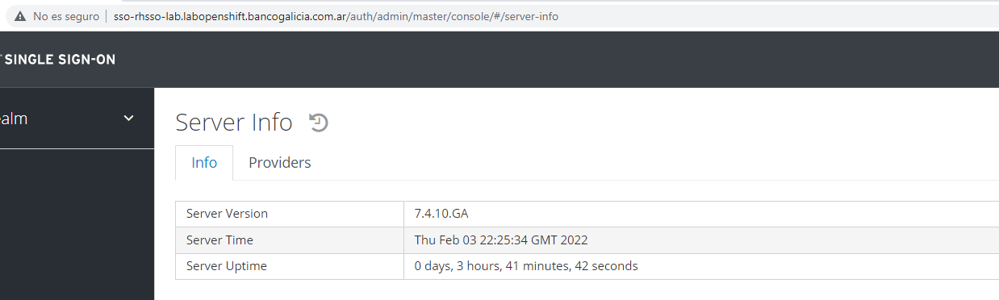 No es seguro sso-rhsso-lab.labopenshift.bancogalicia.com.ar/auth/admin/master/console/#/server-info
SINGLE SIGN-ON
ealm
Server Info
Info Providers
Server Version 7.4.10.GA
Server Time Thu Feb 03 22:25:34 GMT 2022
Server Uptime 0 days, 3 hours, 41 minutes, 42 seconds